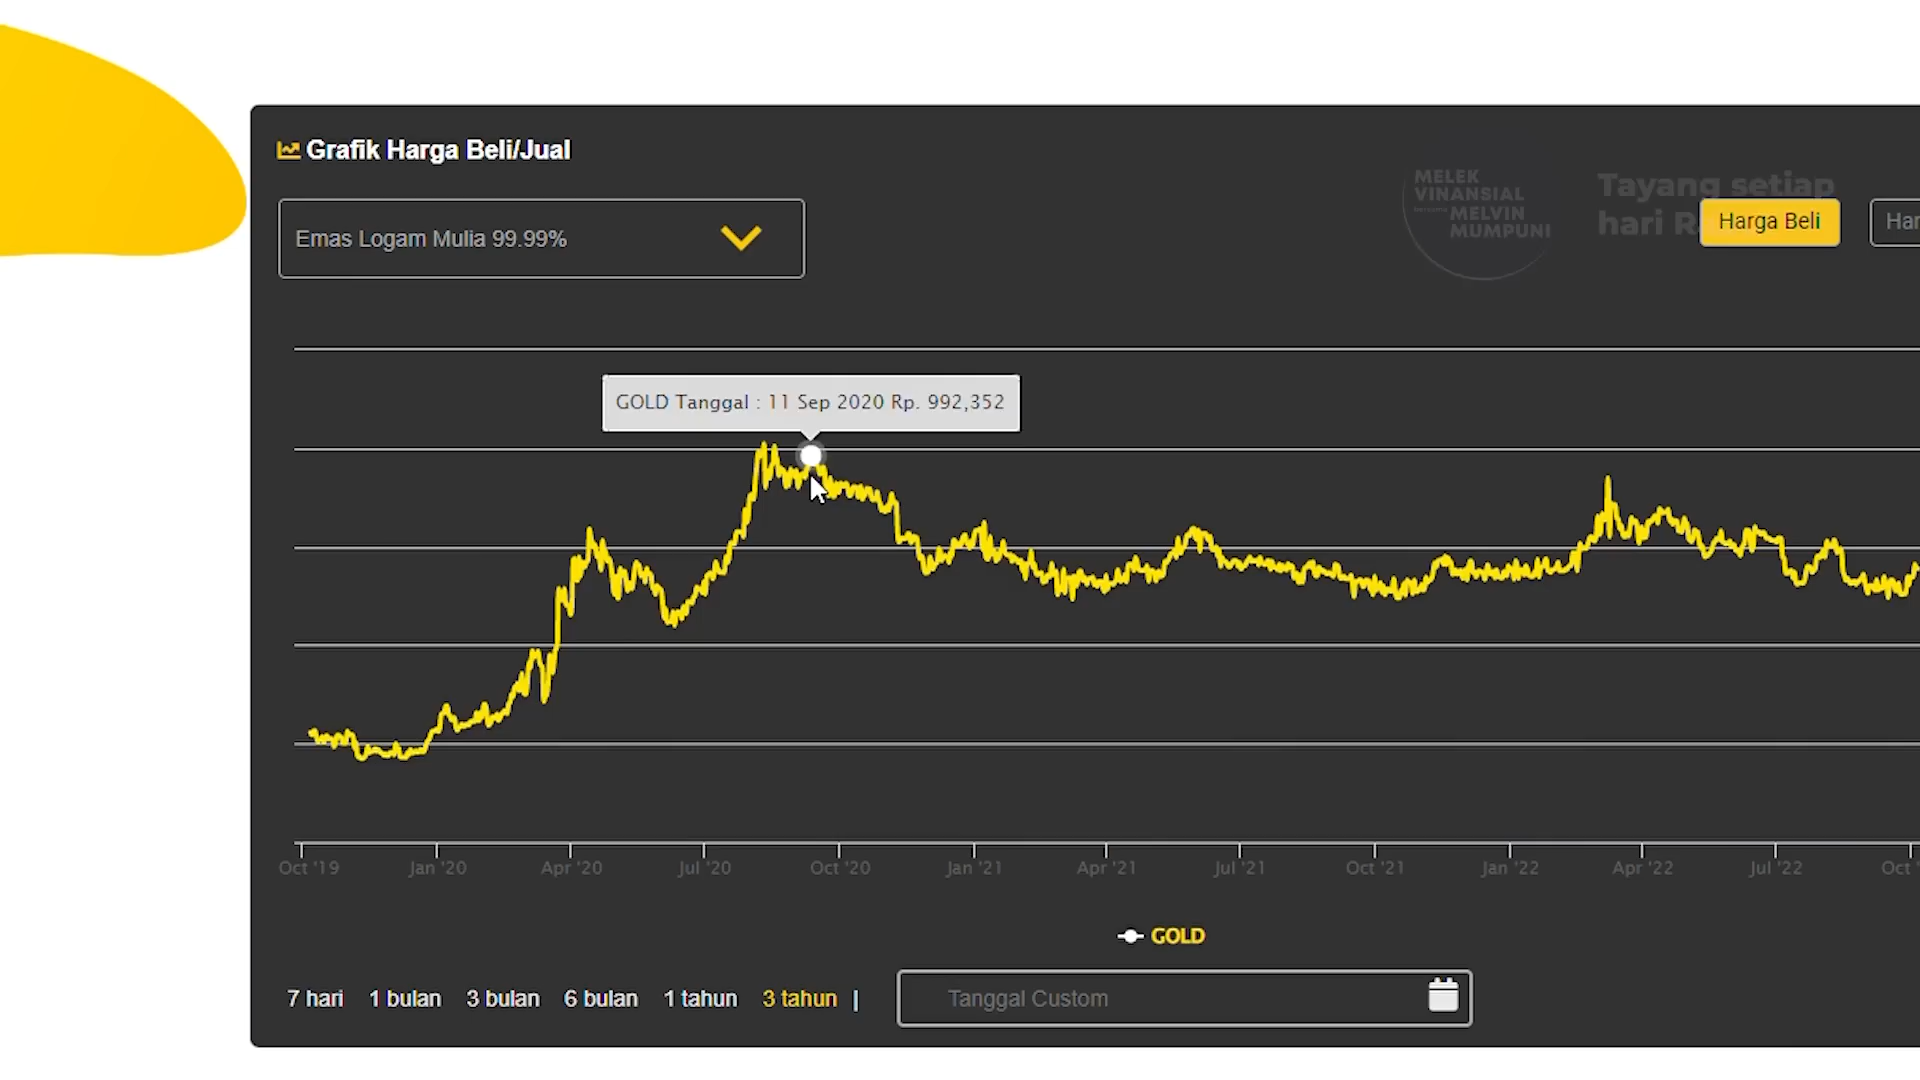 Grafik Harga Beli/Jual
MELEK
VINANSIAL
MELVIN
MUMPUNI
Tayang setiap
hari
Emas Logam Mulia 99.99%
Harga Beli
GOLD Tanggal : 11 Sep 2020 Rp. 992,352
Oct '19 Jan '20 Apr '20 Jul '20 Oct '20 Jan '21 Apr '21 Jul '21 Oct '21 Jan '22 Apr '22 Jul '22 Oct
GOLD
7 hari 1 bulan 3 bulan 6 bulan 1 tahun 3 tahun |
Tanggal Custom